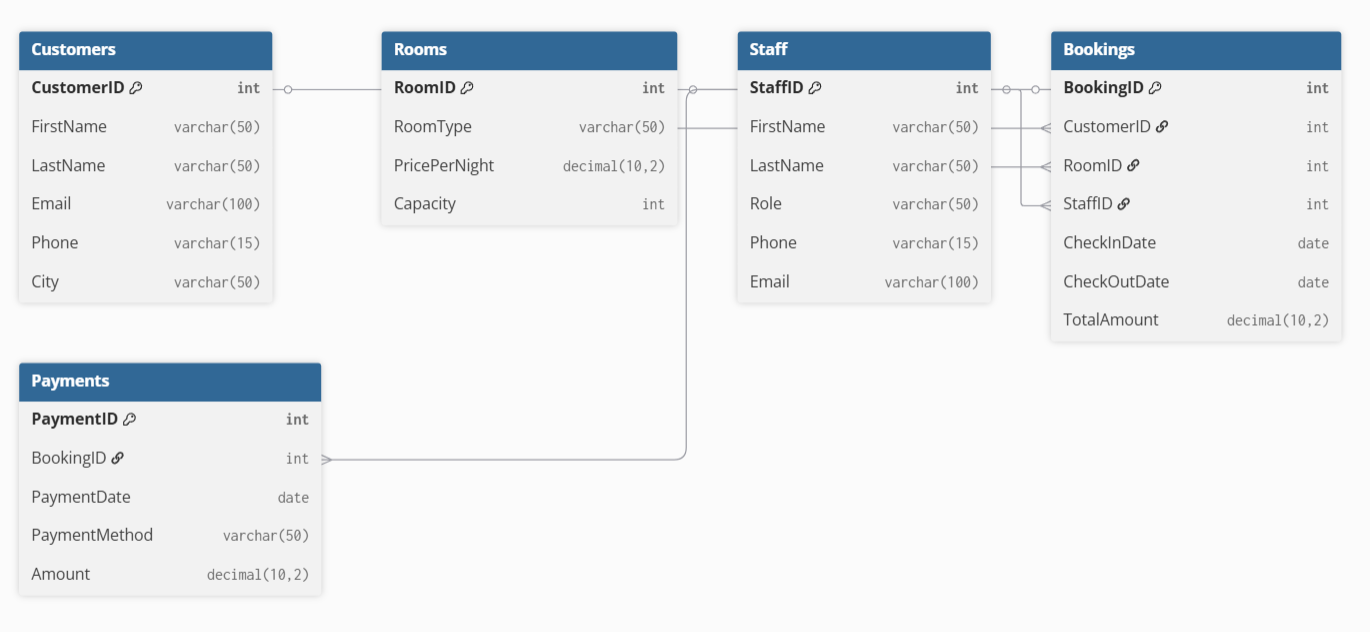 Customers
CustomerID int
FirstName varchar(50)
LastName varchar(50)
Email varchar(100)
Phone varchar(15)
City varchar(50)
Rooms
RoomID int
RoomType varchar(50)
PricePerNight decimal(10,2)
Capacity int
Staff
StaffID int
FirstName varchar(50)
LastName varchar(50)
Role varchar(50)
Phone varchar(15)
Email varchar(100)
Bookings
BookingID int
CustomerID int
RoomID int
StaffID int
CheckInDate date
CheckOutDate date
TotalAmount decimal(10,2)
Payments
PaymentID int
BookingID int
PaymentDate date
PaymentMethod varchar(50)
Amount decimal(10,2)